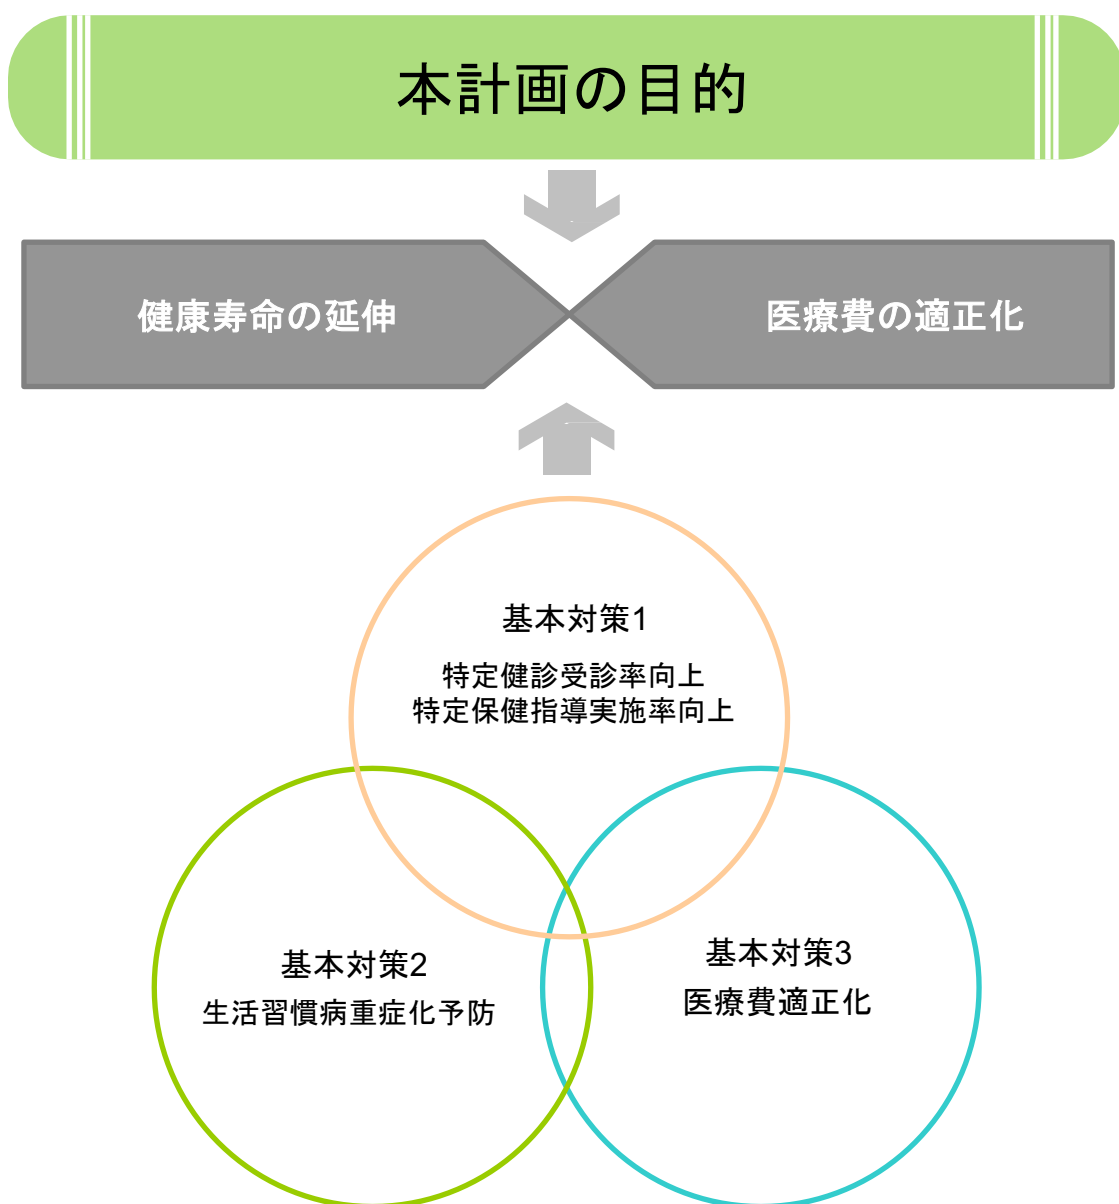 本計画の目的
健康寿命の延伸
医療費の適正化
基本対策1
特定健診受診率向上
特定保健指導実施率向上
基本対策2
生活習慣病重症化予防
基本対策3
医療費適正化